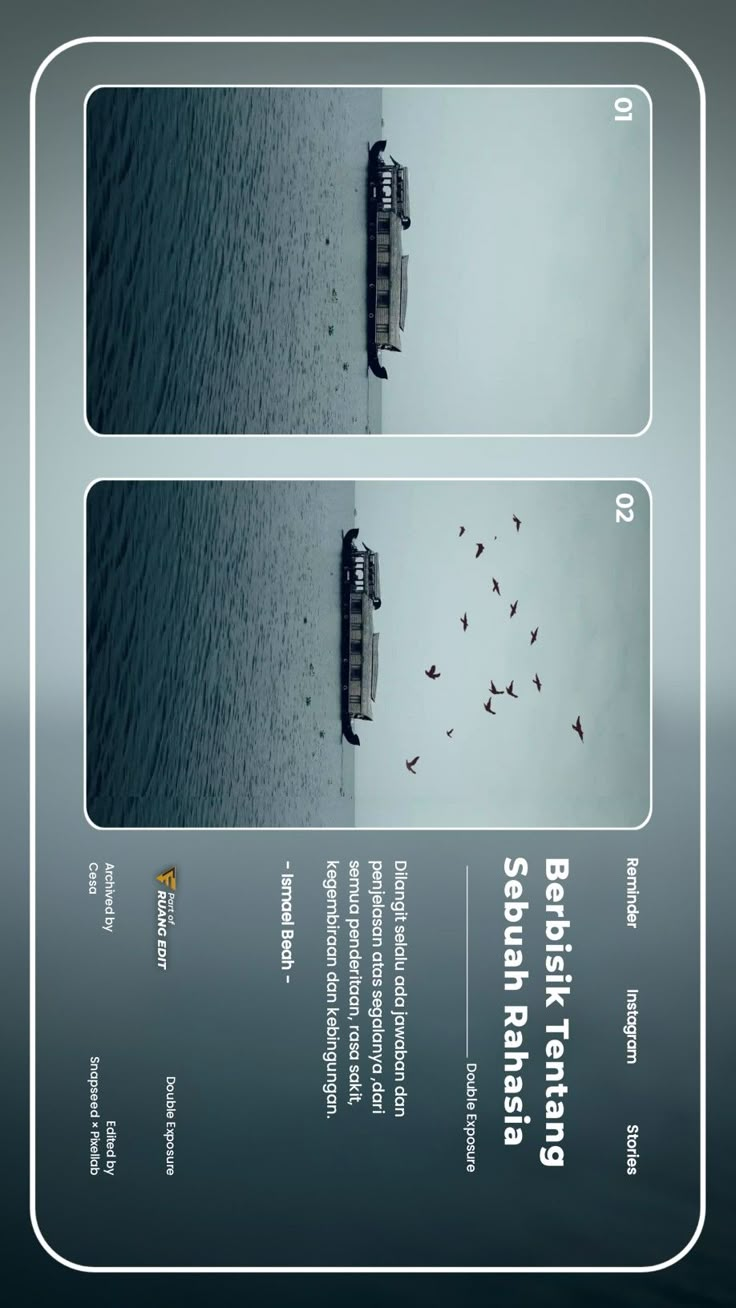 01
02
Reminder
Instagram
Stories
Berbisik Tentang
Sebuah Rahasia
Double Exposure
Dilangit selalu ada jawaban dan
penjelasan atas segalanya ,dari
semua penderitaan, rasa sakit,
kegembiraan dan kebingungan.
- Ismael Beah -
Part of
RUANG EDIT
Double Exposure
Archived by
Cesa
Edited by
Snapseed × Pixellab